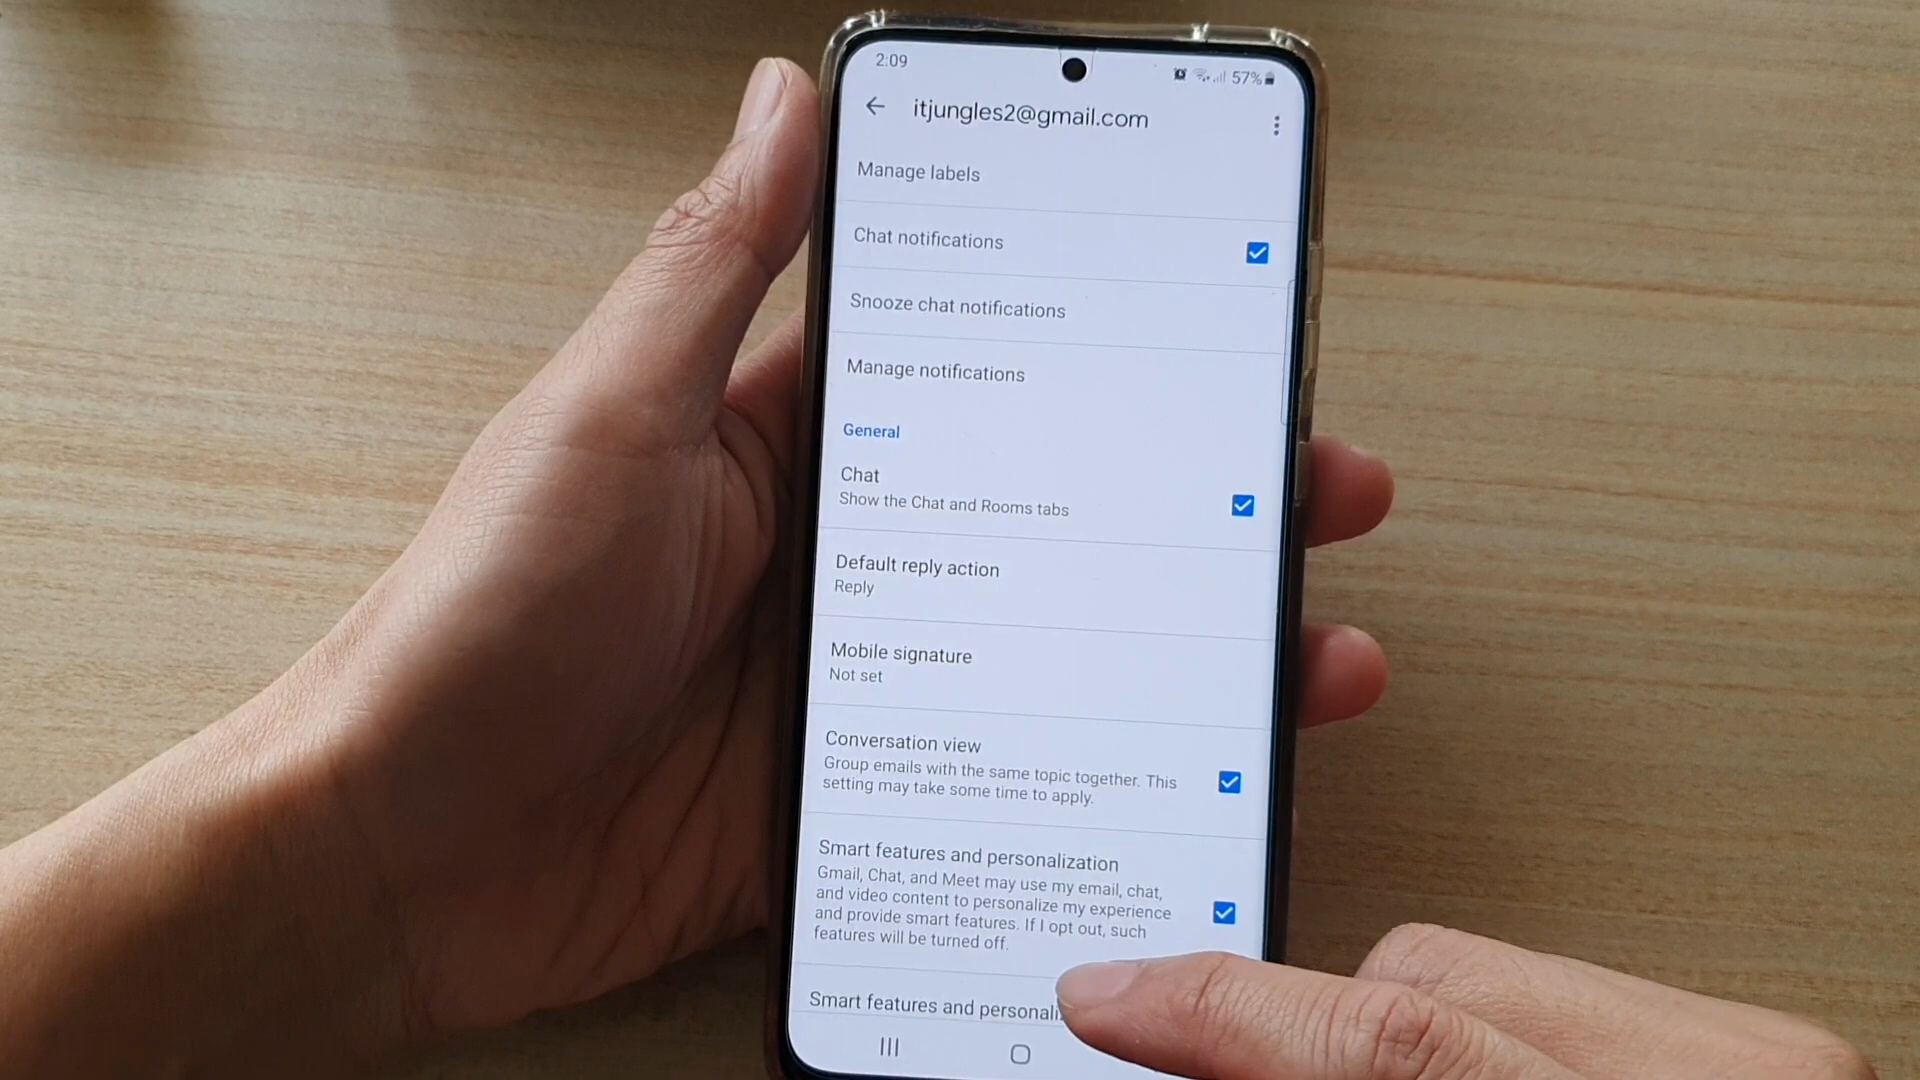 2:09
57%
itjungles2@gmail.com
Manage labels
Chat notifications
Snooze chat notifications
Manage notifications
General
Chat
Show the Chat and Rooms tabs
Default reply action
Reply
Mobile signature
Not set
Conversation view
Group emails with the same topic together. This
setting may take some time to apply.
Smart features and personalization
Gmail, Chat, and Meet may use my email, chat,
and video content to personalize my experience
and provide smart features. If I opt out, such
features will be turned off.
Smart features and personali